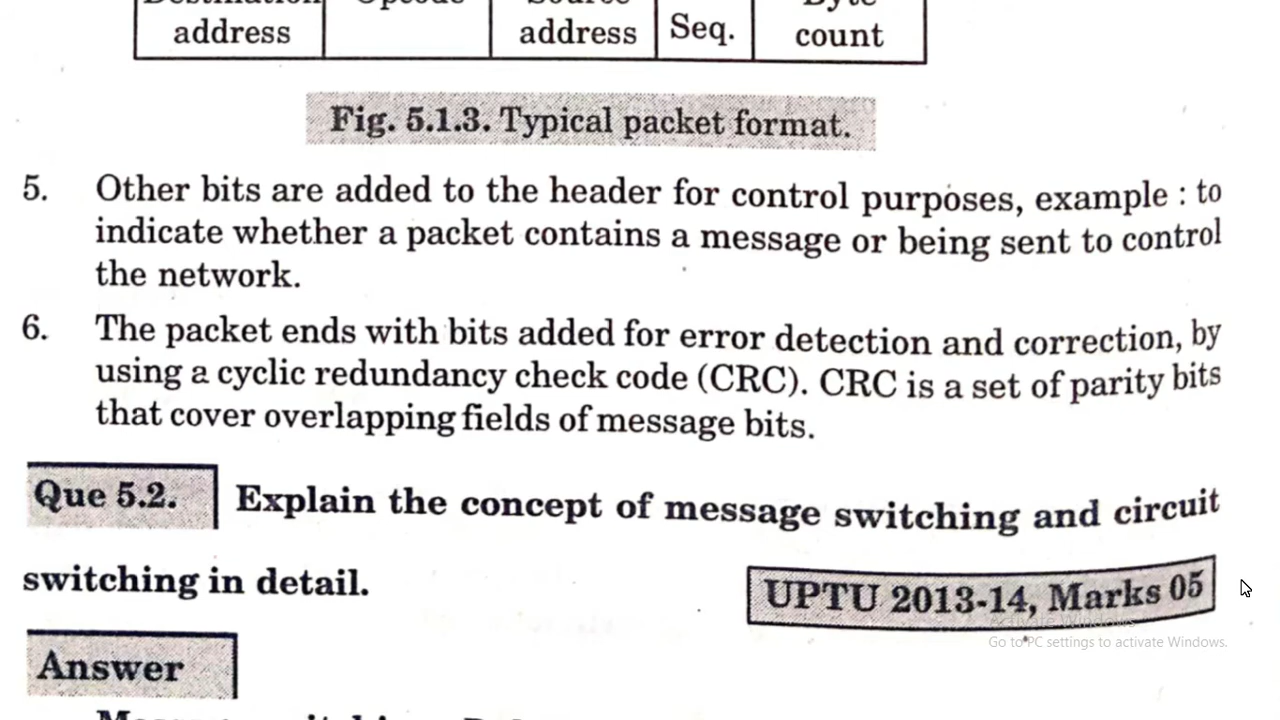 Destination Opcode Source Byte
address address Seq. count
Fig. 5.1.3. Typical packet format.
5. Other bits are added to the header for control purposes, example : to
indicate whether a packet contains a message or being sent to control
the network.
6. The packet ends with bits added for error detection and correction, by
using a cyclic redundancy check code (CRC). CRC is a set of parity bits
that cover overlapping fields of message bits.
Que 5.2. Explain the concept of message switching and circuit
switching in detail. UPTU 2013-14, Marks 05
Activate Windows
Go to PC settings to activate Windows.
Answer